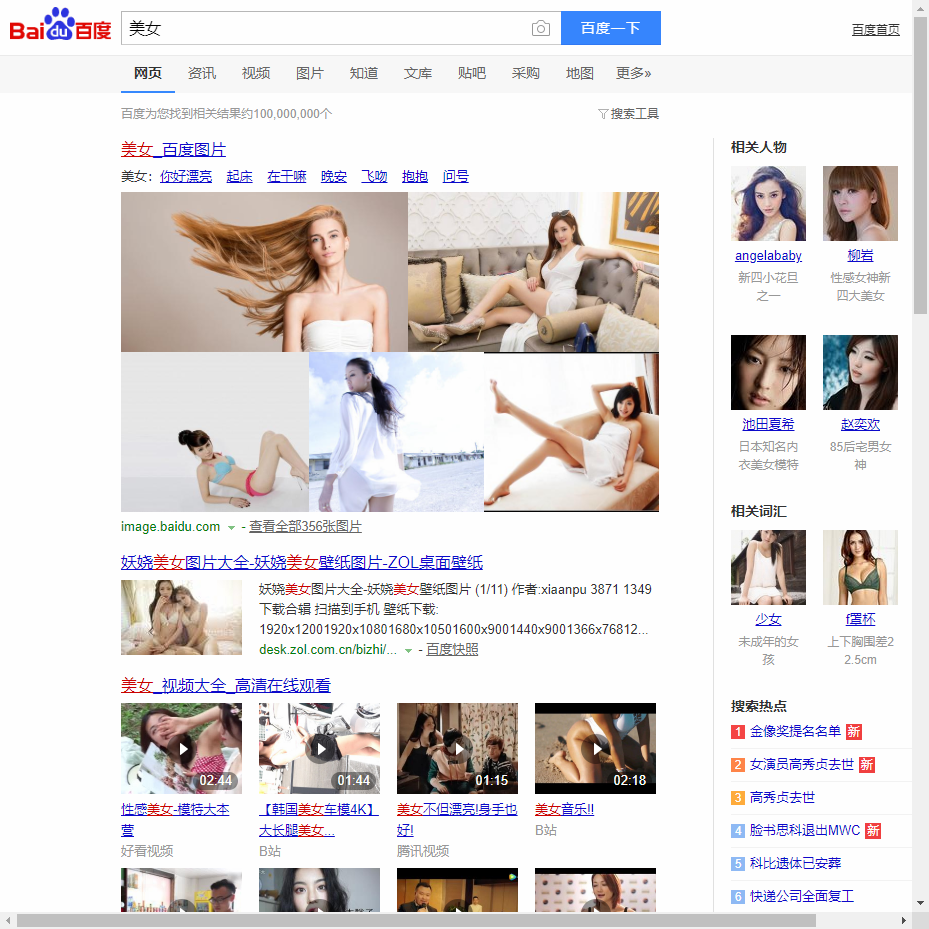 Bai du 百度
美女
百度一下
百度首页
网页 资讯 视频 图片 知道 文库 贴吧 采购 地图 更多»
百度为您找到相关结果约100,000,000个
搜索工具
美女_百度图片
美女: 你好漂亮 起床 在干嘛 晚安 飞吻 抱抱 问号
image.baidu.com - 查看全部356张图片
妖娆美女图片大全-妖娆美女壁纸图片-ZOL桌面壁纸
妖娆美女图片大全-妖娆美女壁纸图片 (1/11) 作者:xiaanpu 3871 1349
下载合辑 扫描到手机 壁纸下载:
1920x12001920x10801680x10501600x9001440x9001366x76812...
desk.zol.com.cn/bizhi/... - 百度快照
美女_视频大全_高清在线观看
02:44
01:44
01:15
02:18
性感美女-模特大本
营
好看视频
【韩国美女车模4K】
大长腿美女...
B站
美女不但漂亮!身手也
好!
腾讯视频
美女音乐!!
B站
相关人物
angelababy
新四小花旦
之一
柳岩
性感女神新
四大美女
池田夏希
日本知名内
衣美女模特
赵奕欢
85后宅男女
神
相关词汇
少女
未成年的女
孩
f罩杯
上下胸围差2
2.5cm
搜索热点
1 金像奖提名名单 新
2 女演员高秀贞去世 新
3 高秀贞去世
4 脸书思科退出MWC 新
5 科比遗体已安葬
6 快递公司全面复工